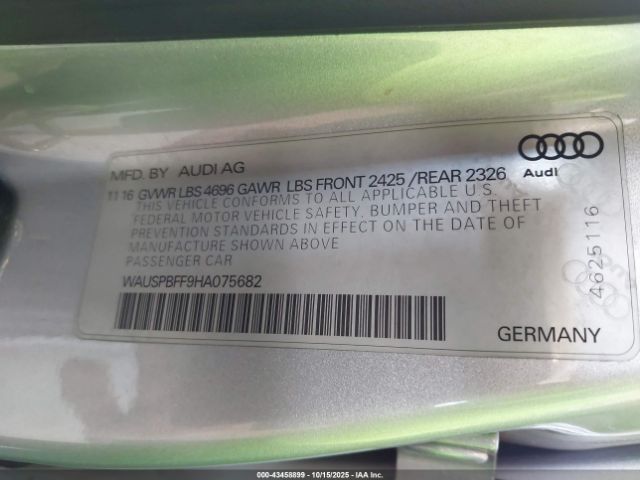 MFD. BY AUDI AG
Audi
11 16 GVWR LBS 4696 GAWR LBS FRONT 2425 /REAR 2326
THIS VEHICLE CONFORMS TO ALL APPLICABLE U.S.
FEDERAL MOTOR VEHICLE SAFETY, BUMPER AND THEFT
PREVENTION STANDARDS IN EFFECT ON THE DATE OF
MANUFACTURE SHOWN ABOVE
PASSENGER CAR
WAUSPBFF9HA075682
4625116
GERMANY
000-43458899 | 10/15/2025 | IAA Inc.